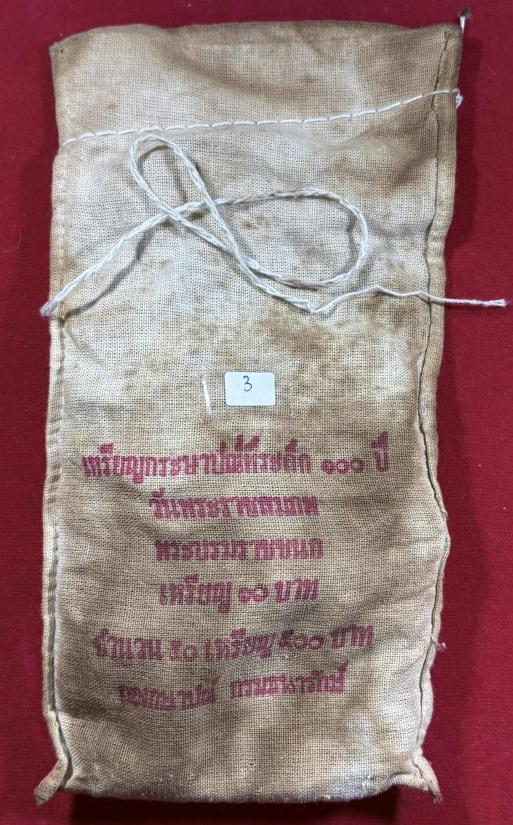 3
เหรียญกระษาปณ์ที่ระลึก ๑๐๐ ปี
วันพระราชสมภพ
พระบรมราชชนก
เหรียญ ๑๐ บาท
จำนวน ๕๐ เหรียญ ๕๐๐ บาท
กองกษาปณ์ กรมธนารักษ์